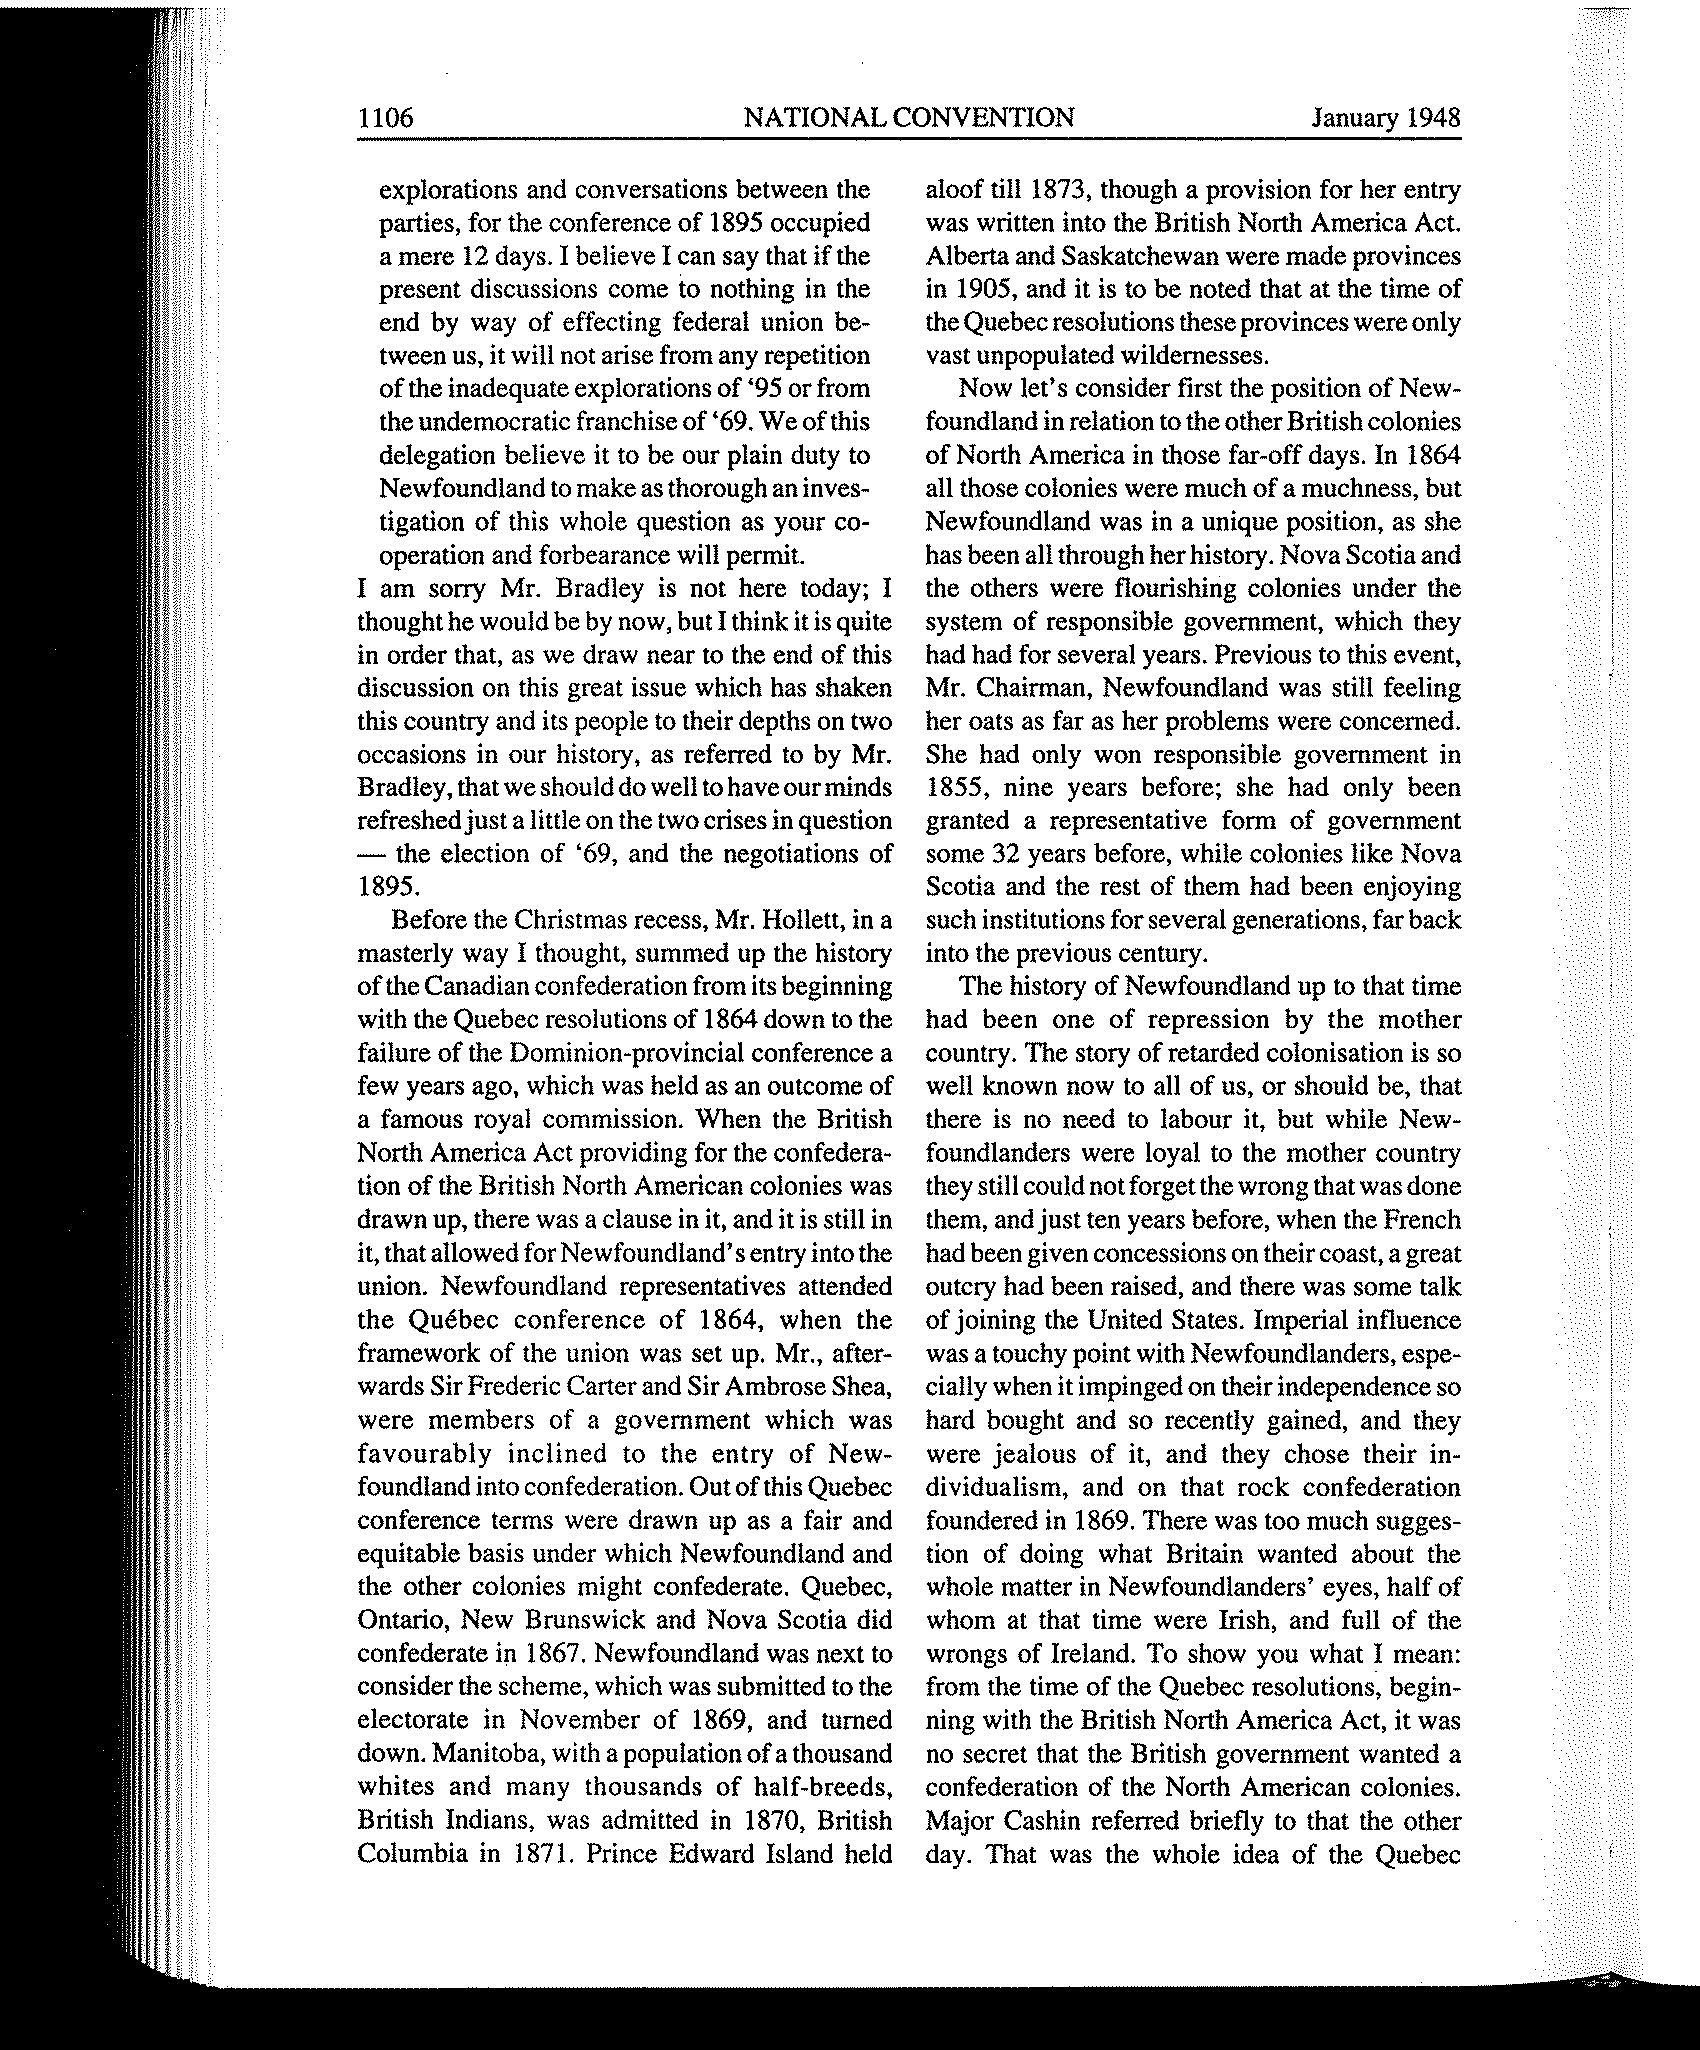 1106 NATIONAL CONVENTION January 1948
explorations and conversations between the
parties, for the conference of 1895 occupied
a mere 12 days. I believe I can say that if the
present discussions come to nothing in the
end by way of effecting federal union be-
tween us, it will not arise from any repetition
of the inadequate explorations of ‘95 or from
the undemocratic franchise of ‘69. We of this
delegation believe it to be our plain duty to
Newfoundland to make as thorough an inves-
tigation of this whole question as your co-
operation and forbearance will permit.
I am sorry Mr. Bradley is not here today; I
thought he would be by now, but I think it is quite
in order that, as we draw near to the end of this
discussion on this great issue which has shaken
this country and its people to their depths on two
occasions in our history, as referred to by Mr.
Bradley, that we should do well to have our minds
refreshed just a little on the two crises in question
— the election of ‘69, and the negotiations of
1895.
Before the Christmas recess, Mr. Hollett, in a
masterly way I thought, summed up the history
of the Canadian confederation from its beginning
with the Quebec resolutions of 1864 down to the
failure of the Dominion-provincial conference a
few years ago, which was held as an outcome of
a famous royal commission. When the British
North America Act providing for the confedera-
tion of the British North American colonies was
drawn up, there was a clause in it, and it is still in
it, that allowed for Newfoundland's entry into the
union. Newfoundland representatives attended
the Québec conference of 1864, when the
framework of the union was set up. Mr., after-
wards Sir Frederic Carter and Sir Ambrose Shea,
were members of a government which was
favourably inclined to the entry of New-
foundland into confederation. Out of this Quebec
conference terms were drawn up as a fair and
equitable basis under which Newfoundland and
the other colonies might confederate. Quebec,
Ontario, New Brunswick and Nova Scotia did
confederate in 1867. Newfoundland was next to
consider the scheme, which was submitted to the
electorate in November of 1869, and turned
down. Manitoba, with a population of a thousand
whites and many thousands of half-breeds,
British Indians, was admitted in 1870, British
Columbia in 1871. Prince Edward Island held
aloof till 1873, though a provision for her entry
was written into the British North America Act.
Alberta and Saskatchewan were made provinces
in 1905, and it is to be noted that at the time of
the Quebec resolutions these provinces were only
vast unpopulated wildernesses.
Now let's consider first the position of New-
foundland in relation to the other British colonies
of North America in those far-off days. In 1864
all those colonies were much of a muchness, but
Newfoundland was in a unique position, as she
has been all through her history. Nova Scotia and
the others were flourishing colonies under the
system of responsible government, which they
had had for several years. Previous to this event,
Mr. Chairman, Newfoundland was still feeling
her oats as far as her problems were concerned.
She had only won responsible government in
1855, nine years before; she had only been
granted a representative form of government
some 32 years before, while colonies like Nova
Scotia and the rest of them had been enjoying
such institutions for several generations, far back
into the previous century.
The history of Newfoundland up to that time
had been one of repression by the mother
country. The story of retarded colonisation is so
well known now to all of us, or should be, that
there is no need to labour it, but while New-
foundlanders were loyal to the mother country
they still could not forget the wrong that was done
them, and just ten years before, when the French
had been given concessions on their coast, a great
outcry had been raised, and there was some talk
of joining the United States. Imperial influence
was a touchy point with Newfoundlanders, espe-
cially when it impinged on their independence so
hard bought and so recently gained, and they
were jealous of it, and they chose their in-
dividualism, and on that rock confederation
foundered in 1869. There was too much sugges-
tion of doing what Britain wanted about the
whole matter in Newfoundlanders' eyes, half of
whom at that time were Irish, and full of the
wrongs of Ireland. To show you what I mean:
from the time of the Quebec resolutions, begin-
ning with the British North America Act, it was
no secret that the British government wanted a
confederation of the North American colonies.
Major Cashin referred briefly to that the other
day. That was the whole idea of the Quebec